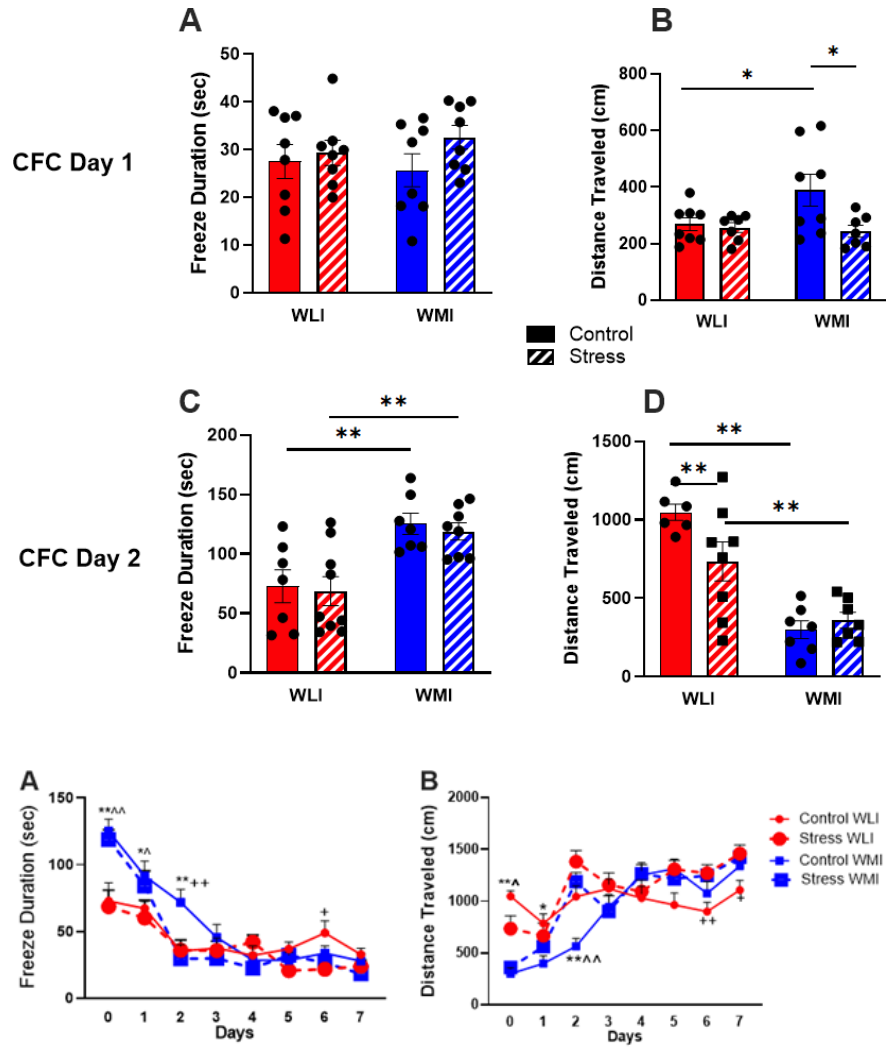 A
Freeze Duration (sec)
50
40
30
20
10
0
WLI
WMI
B
Distance Traveled (cm)
800
600
400
200
0
*
*
WLI
WMI
CFC Day 1
Control
Stress
C
Freeze Duration (sec)
200
150
100
50
0
**
**
WLI
WMI
D
Distance Traveled (cm)
1500
1000
500
0
**
**
**
WLI
WMI
CFC Day 2
A
Freeze Duration (sec)
150
100
50
0
**^^
*^
**++
+
0 1 2 3 4 5 6 7
Days
B
Distance Traveled (cm)
2000
1500
1000
500
0
**^
*
**^^
++
+
0 1 2 3 4 5 6 7
Days
Control WLI
Stress WLI
Control WMI
Stress WMI